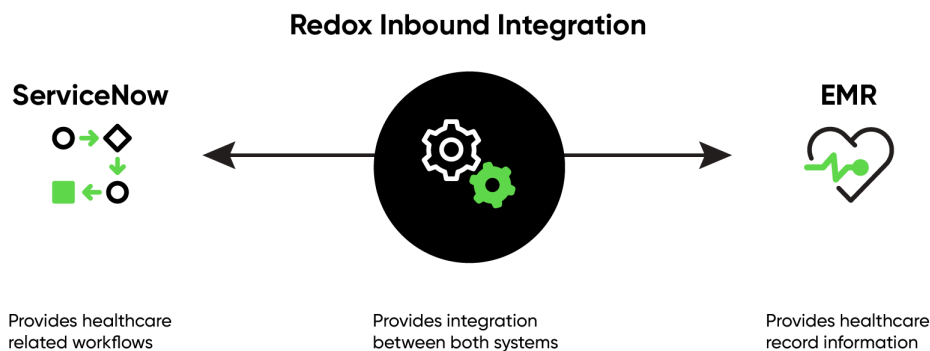 Redox Inbound Integration
ServiceNow
EMR
Provides healthcare
related workflows
Provides integration
between both systems
Provides healthcare
record information